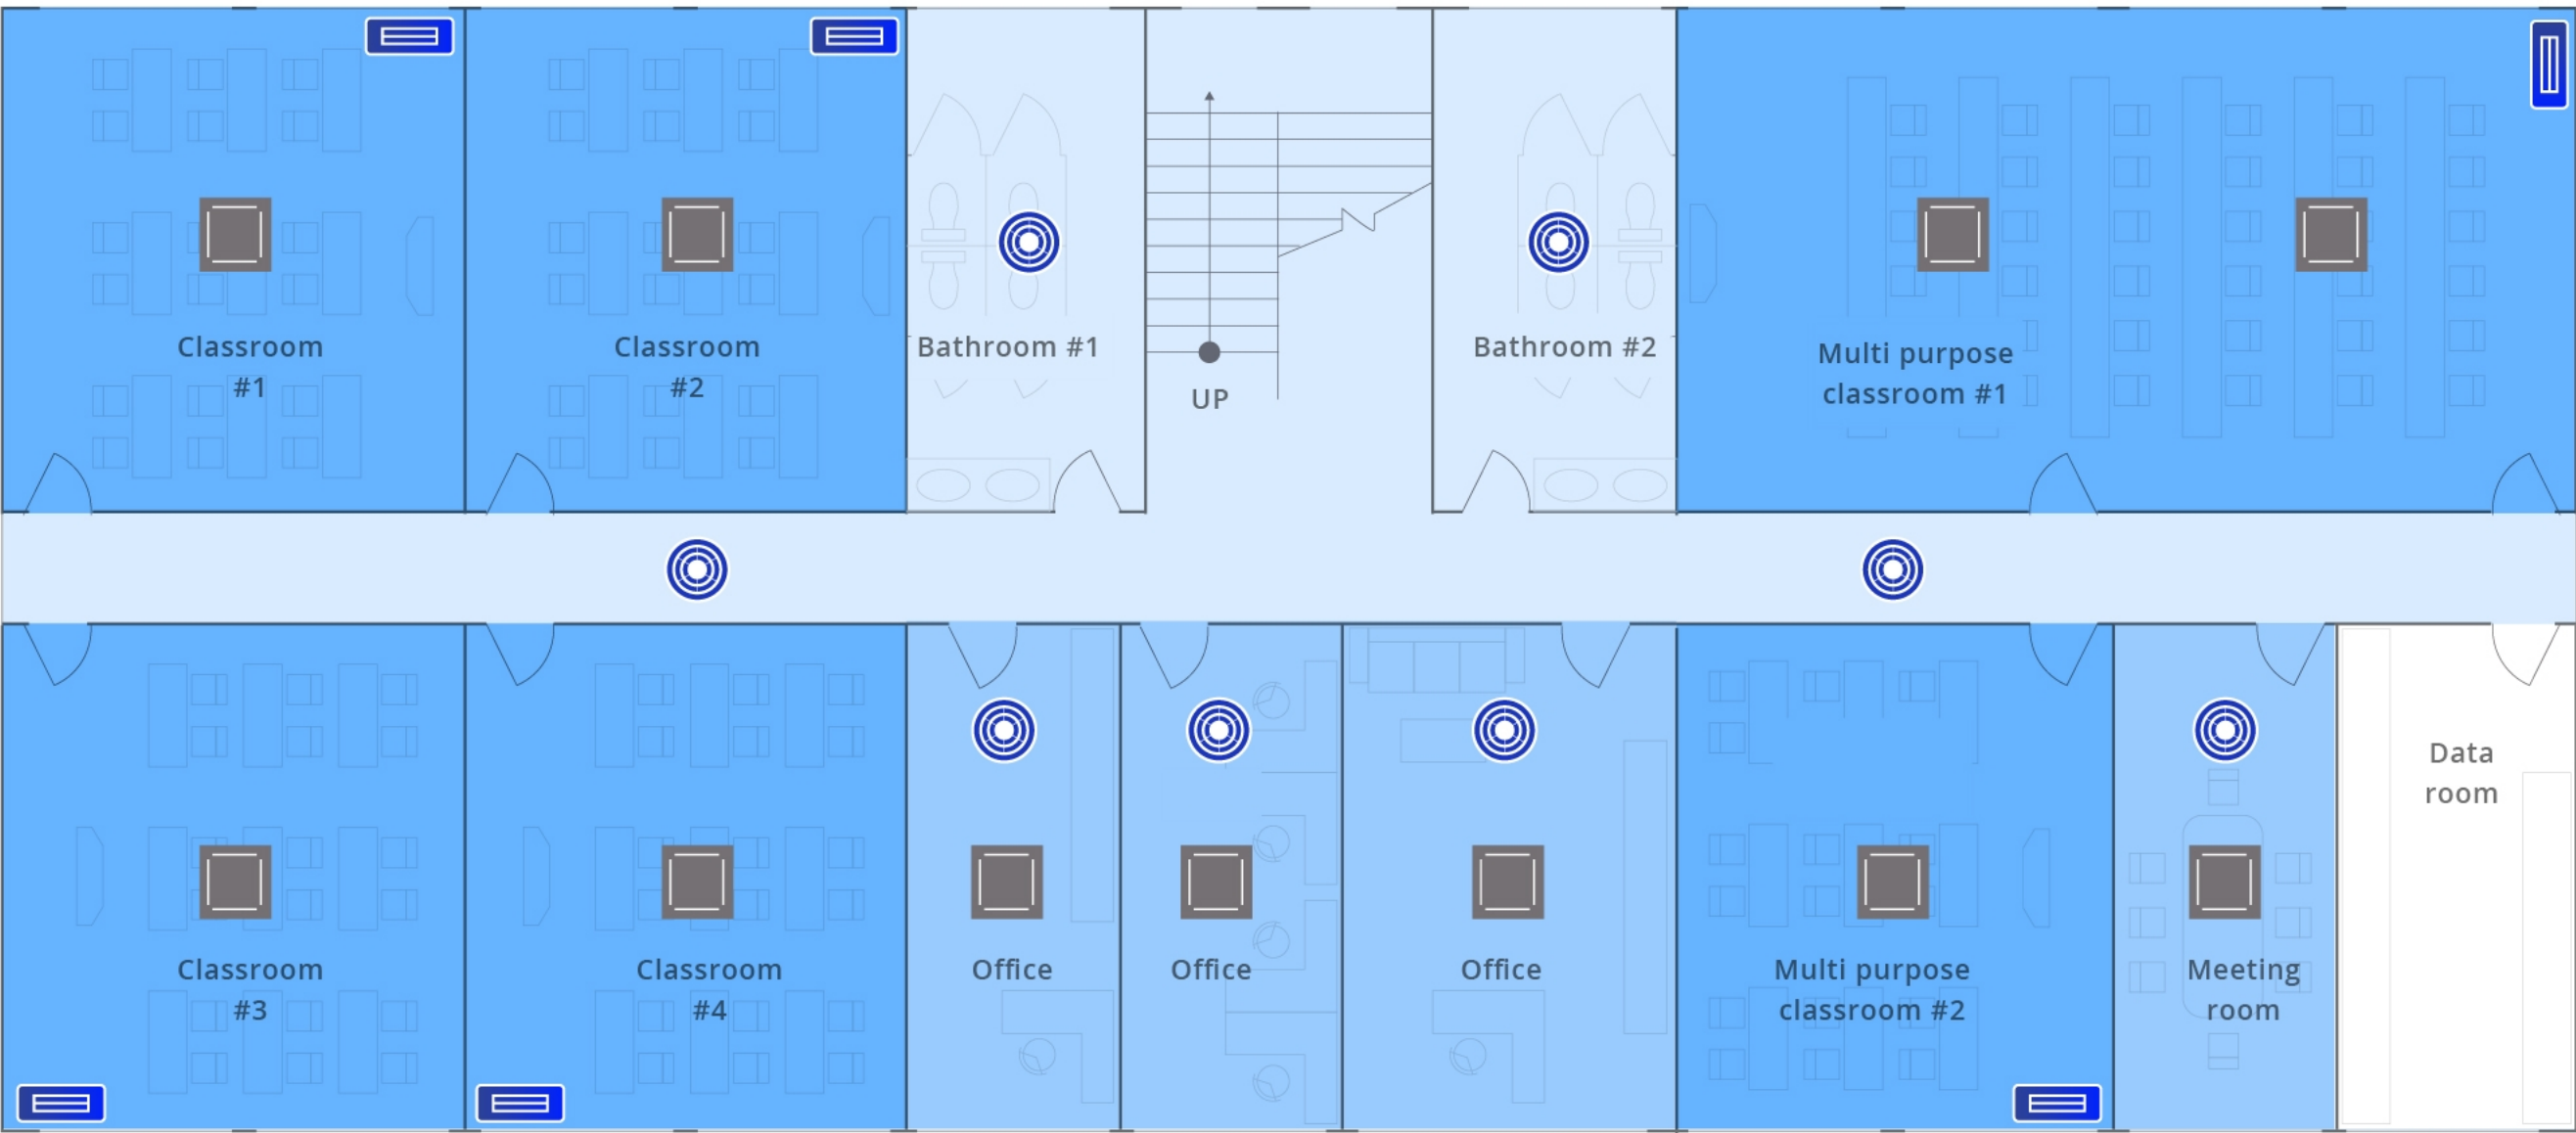 Classroom
#1
Classroom
#2
Bathroom #1
UP
Bathroom #2
Multi purpose
classroom #1
Classroom
#3
Classroom
#4
Office
Office
Office
Multi purpose
classroom #2
Meeting
room
Data
room